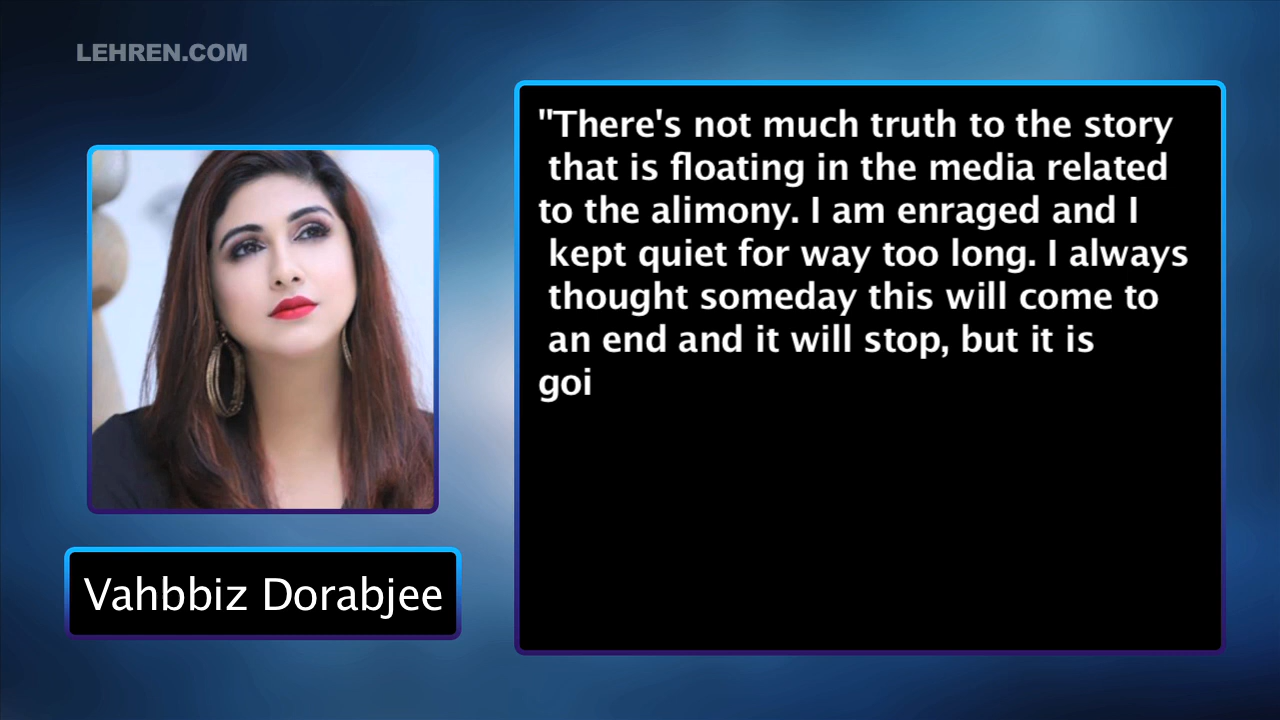 LEHREN.COM
"There's not much truth to the story
that is floating in the media related
to the alimony. I am enraged and I
kept quiet for way too long. I always
thought someday this will come to
an end and it will stop, but it is
goi
Vahbbiz Dorabjee